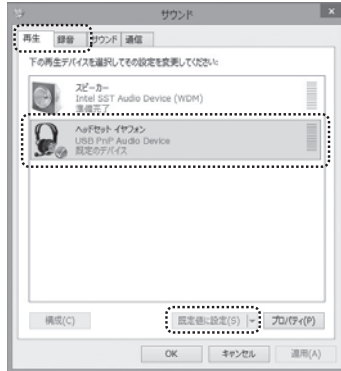 サウンド
再生 録音 サウンド 通信
下の再生デバイスを選択してその設定を変更してください:
スピーカー
Intel SST Audio Device (WDM)
準備完了
ヘッドセット イヤフォン
USB PnP Audio Device
既定のデバイス
構成(C) 既定値に設定(S) プロパティ(P)
OK キャンセル 適用(A)